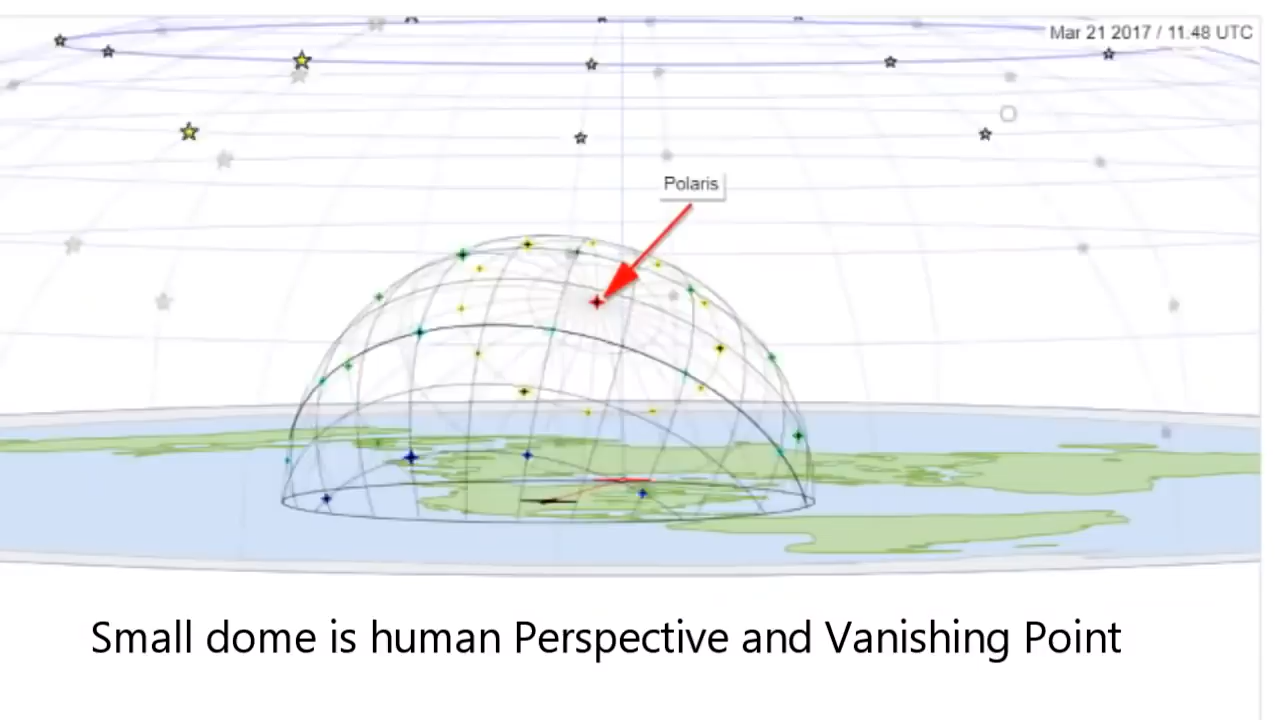 Mar 21 2017 / 11.48 UTC
Polaris
Small dome is human Perspective and Vanishing Point